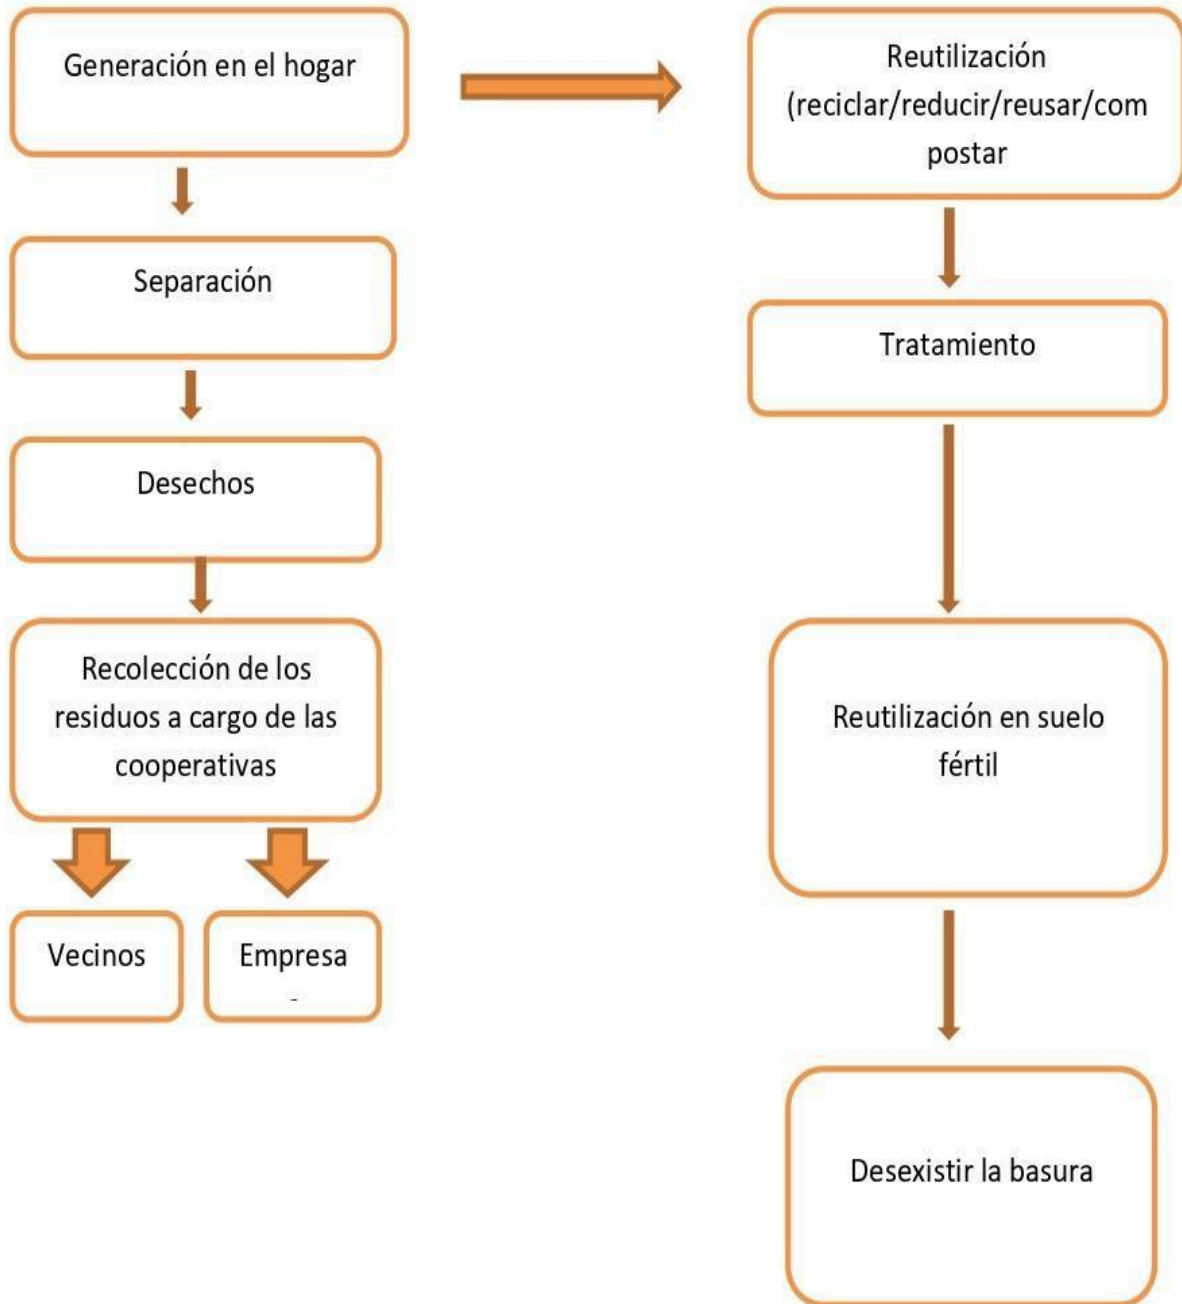 Generación en el hogar
Separación
Desechos
Recolección de los
residuos a cargo de las
cooperativas
Vecinos
Empresa
-
Reutilización
(reciclar/reducir/reusar/com
postar
Tratamiento
Reutilización en suelo
fértil
Desexistir la basura